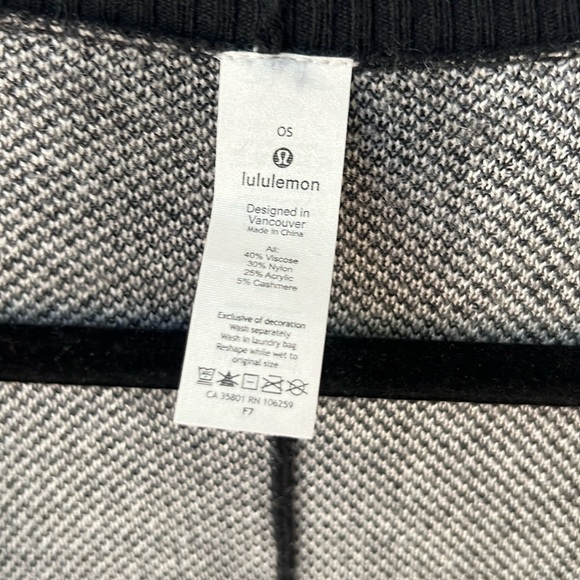 OS
lululemon
Designed in
Vancouver
Made in China
All:
40% Viscose
30% Nylon
25% Acrylic
5% Cashmere
Exclusive of decoration
Wash separately
Wash in laundry bag
Reshape while wet to
original size
CA 35801 RN 106259
F7